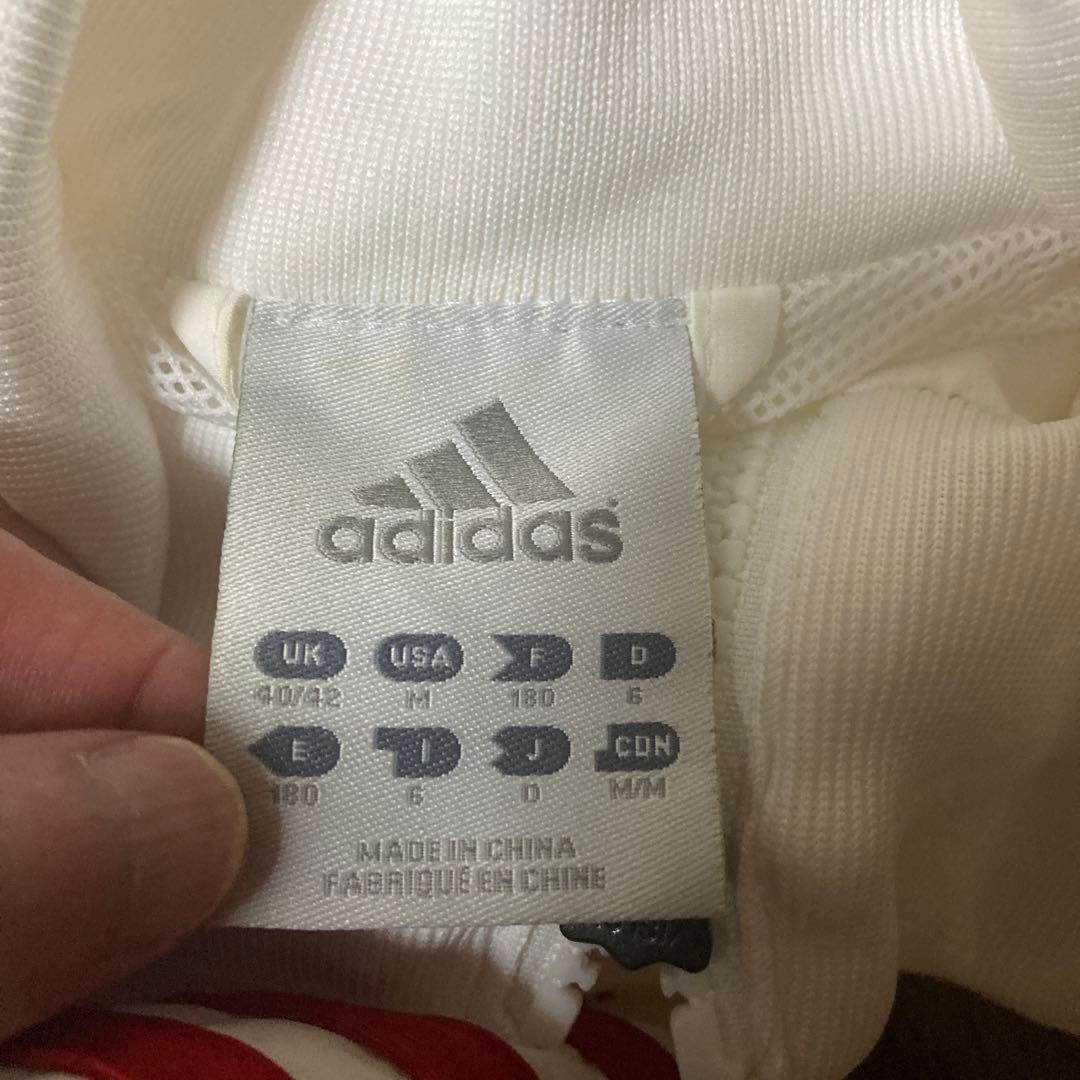 adidas
UK USA F D
40/42 M 180 6
E I J CDN
180 6 O M/M
MADE IN CHINA
FABRIQUÉ EN CHINE